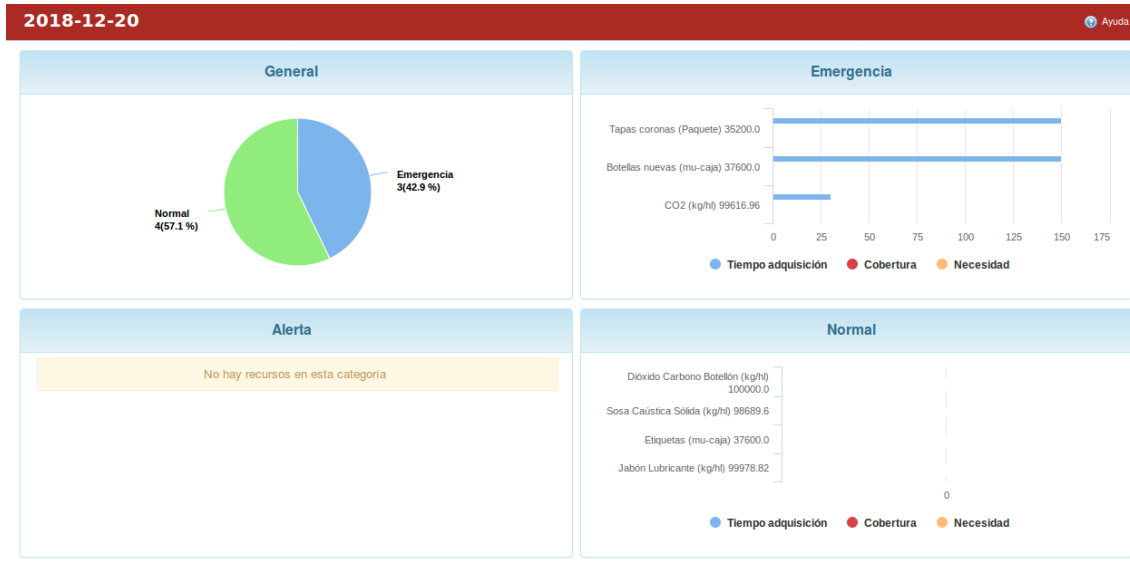 2018-12-20
Ayuda
General
Emergencia
3(42.9 %)
Normal
4(57.1 %)
Emergencia
Tapas coronas (Paquete) 35200.0
Botellas nuevas (mu-caja) 37600.0
CO2 (kg/hl) 99616.96
0 25 50 75 100 125 150 175
Tiempo adquisición Cobertura Necesidad
Alerta
No hay recursos en esta categoría
Normal
Dióxido Carbono Botellón (kg/hl)
100000.0
Sosa Caústica Sólida (kg/hl) 98689.6
Etiquetas (mu-caja) 37600.0
Jabón Lubricante (kg/hl) 99978.82
0
Tiempo adquisición Cobertura Necesidad